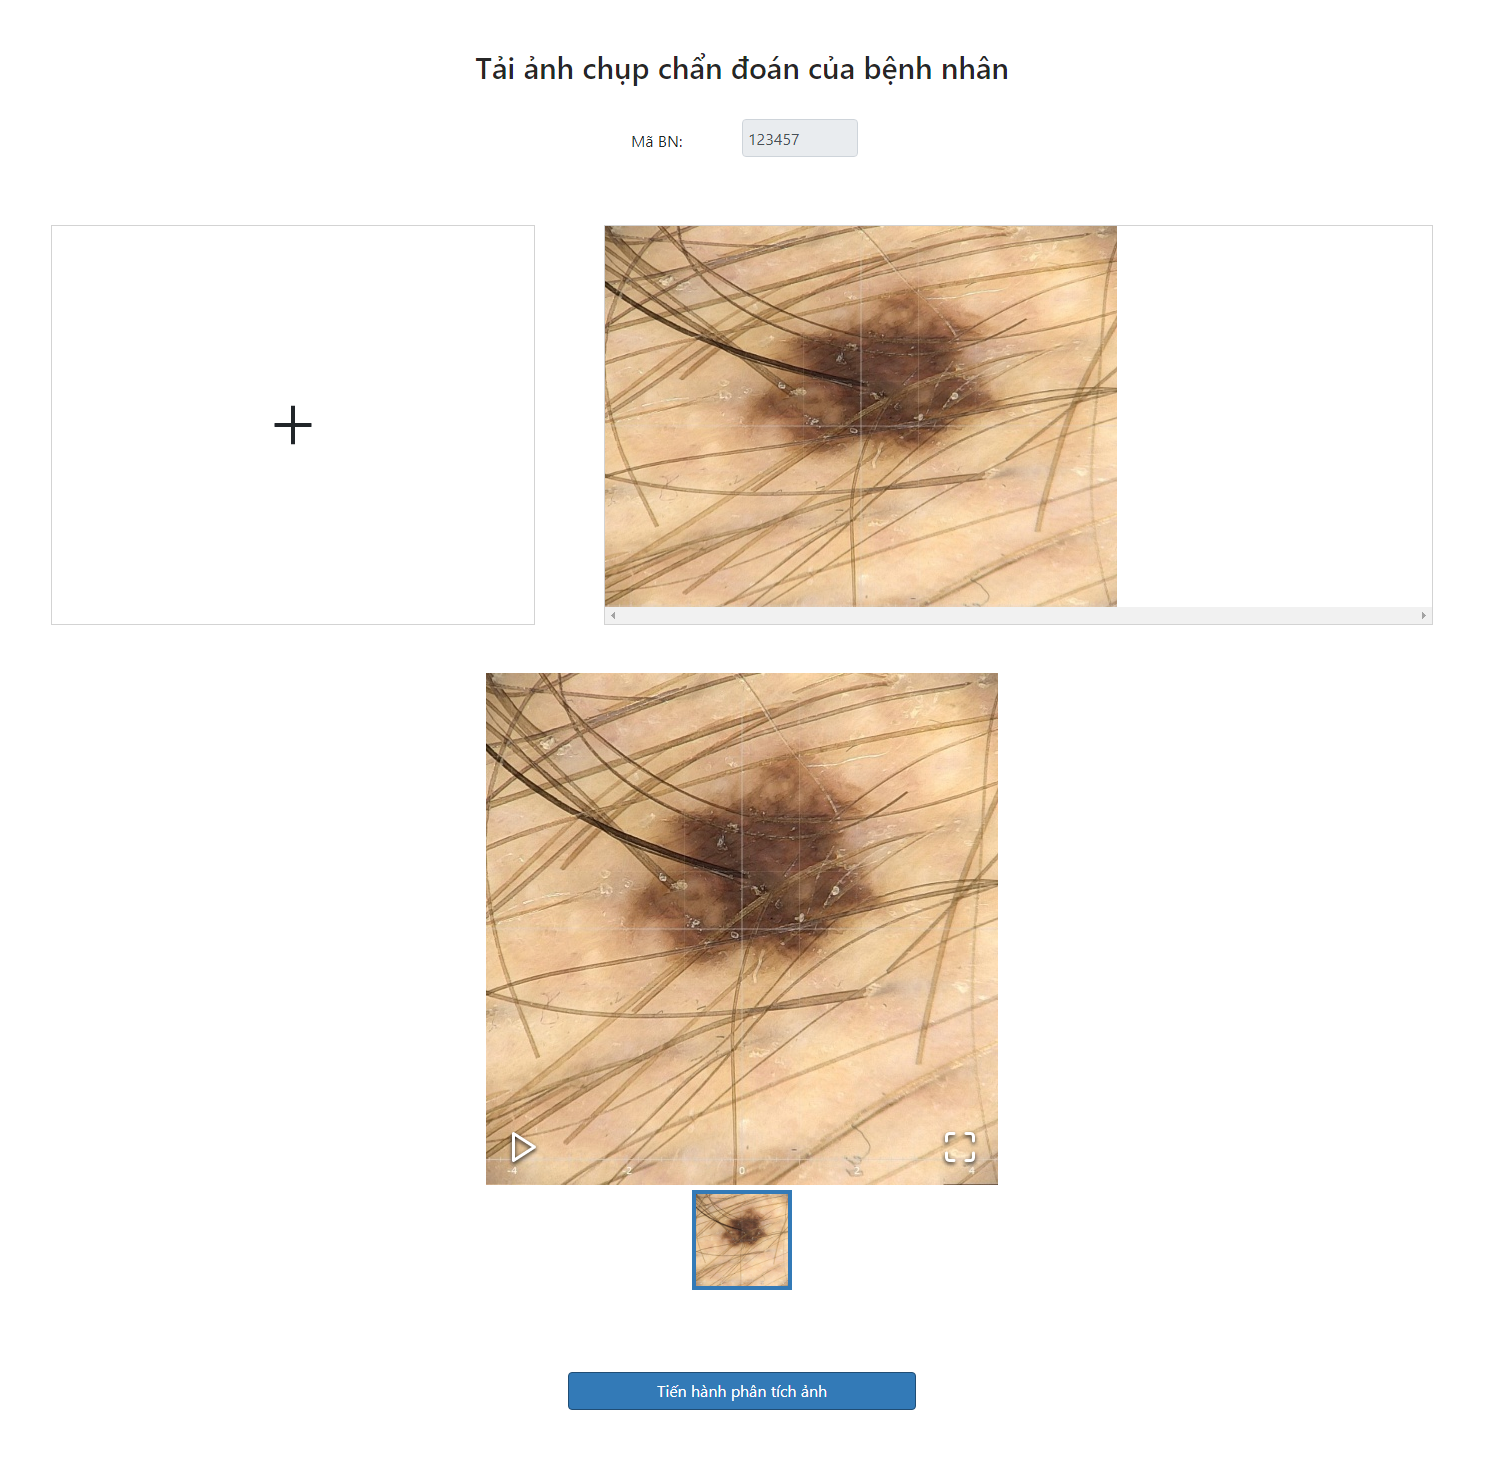 Tải ảnh chụp chẩn đoán của bệnh nhân
Mã BN: 123457
-4 -2 0 2 4
Tiến hành phân tích ảnh